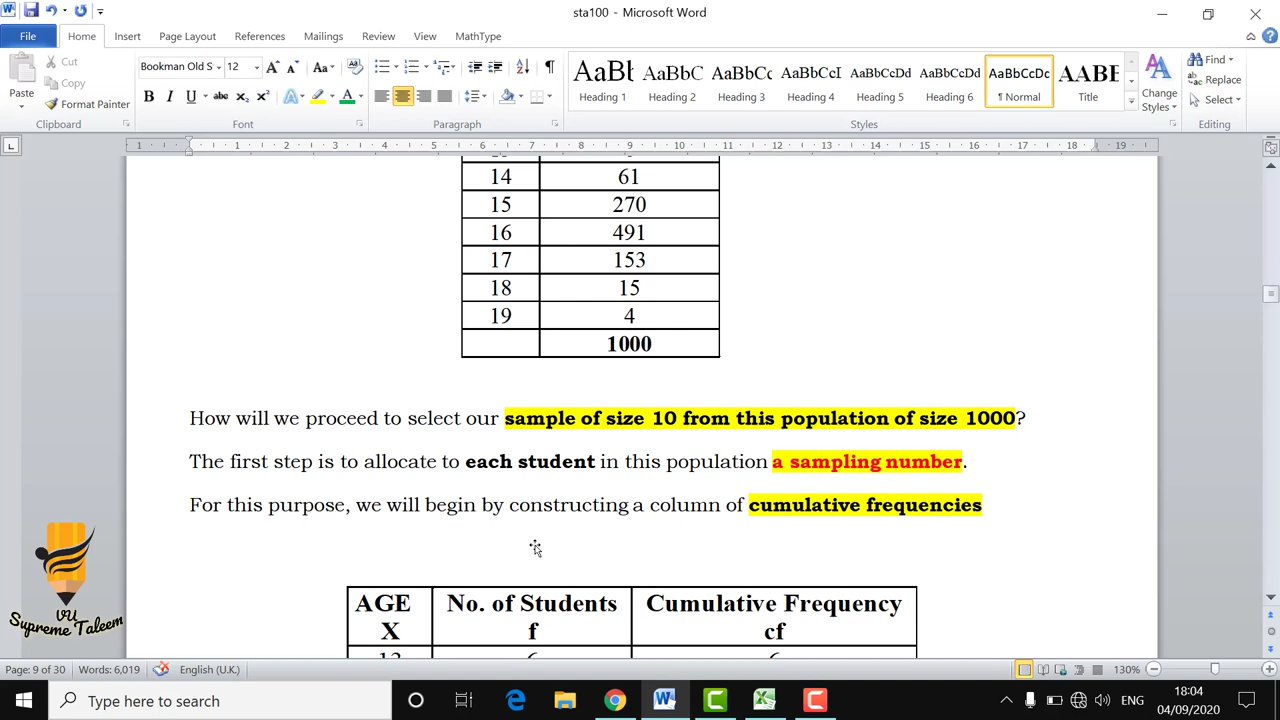 sta100 - Microsoft Word
File Home Insert Page Layout References Mailings Review View MathType
Paste
Cut
Copy
Format Painter
Clipboard
Bookman Old S 12
Font
Paragraph
AaBbCcDc
Heading 1 Heading 2 Heading 3 Heading 4 Heading 5 Heading 6 ¶ Normal Title
Styles
Change Styles
Find
Replace
Select
Editing
14 61
15 270
16 491
17 153
18 15
19 4
1000
How will we proceed to select our sample of size 10 from this population of size 1000?
The first step is to allocate to each student in this population a sampling number.
For this purpose, we will begin by constructing a column of cumulative frequencies
AGE No. of Students Cumulative Frequency
X f cf
VU
Supreme Taleem
Page: 9 of 30 Words: 6,019 English (U.K.) 130%
Type here to search
ENG
18:04
04/09/2020